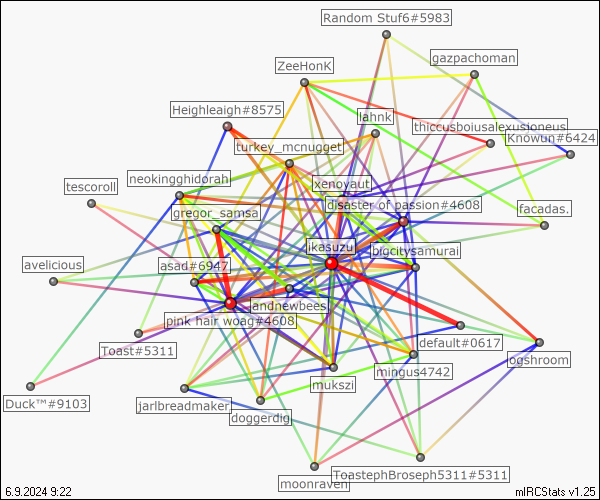 Random Stuf6#5983
gazpachoman
ZeeHonK
Heighleaigh#8575
lahnk
thiccusboiusalexusioneus
Knowun#6424
turkey_mcnugget
xenoyaut
neokingghidorah
tescoroll
disaster of passion#4608
gregor_samsa
facadas.
ikasuzu
bigcitysamurai
avelicious
asad#6947
andnewbees
pink hair woag#4608
default#0617
Toast#5311
ogshroom
mukszi
mingus4742
Duck™#9103
jarlbreadmaker
doggerdig
ToastephBroseph5311#5311
moonraven
6.9.2024 9:22
mIRCStats v1.25